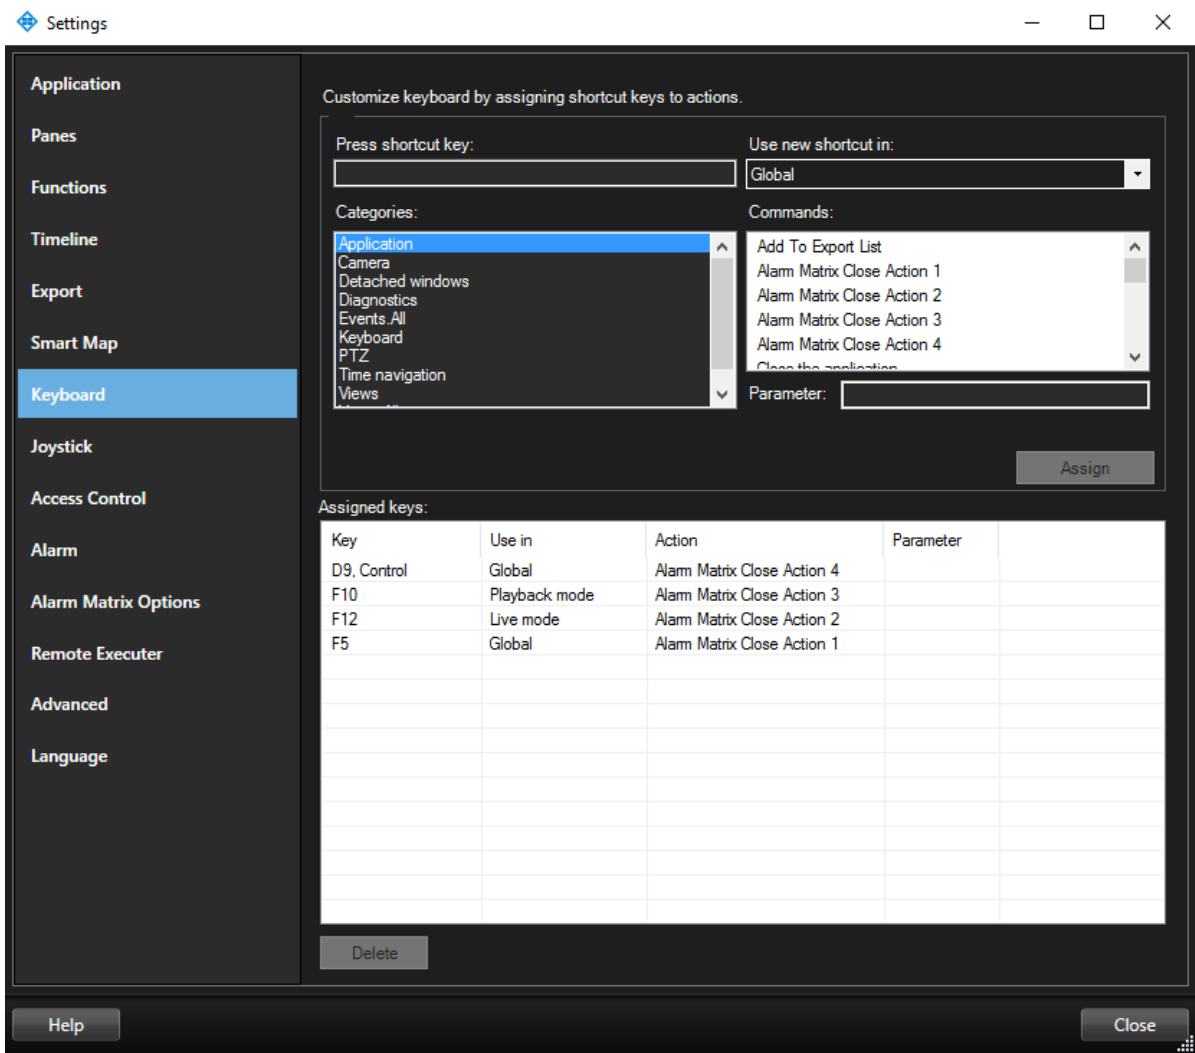 Settings
Application
Panes
Functions
Timeline
Export
Smart Map
Keyboard
Joystick
Access Control
Alarm
Alarm Matrix Options
Remote Executer
Advanced
Language
Customize keyboard by assigning shortcut keys to actions.
Press shortcut key:
Use new shortcut in:
Global
Categories:
Application
Camera
Detached windows
Diagnostics
Events.All
Keyboard
PTZ
Time navigation
Views
Commands:
Add To Export List
Alarm Matrix Close Action 1
Alarm Matrix Close Action 2
Alarm Matrix Close Action 3
Alarm Matrix Close Action 4
Close the application
Parameter:
Assign
Assigned keys:
Key Use in Action Parameter
D9, Control Global Alarm Matrix Close Action 4
F10 Playback mode Alarm Matrix Close Action 3
F12 Live mode Alarm Matrix Close Action 2
F5 Global Alarm Matrix Close Action 1
Delete
Help
Close